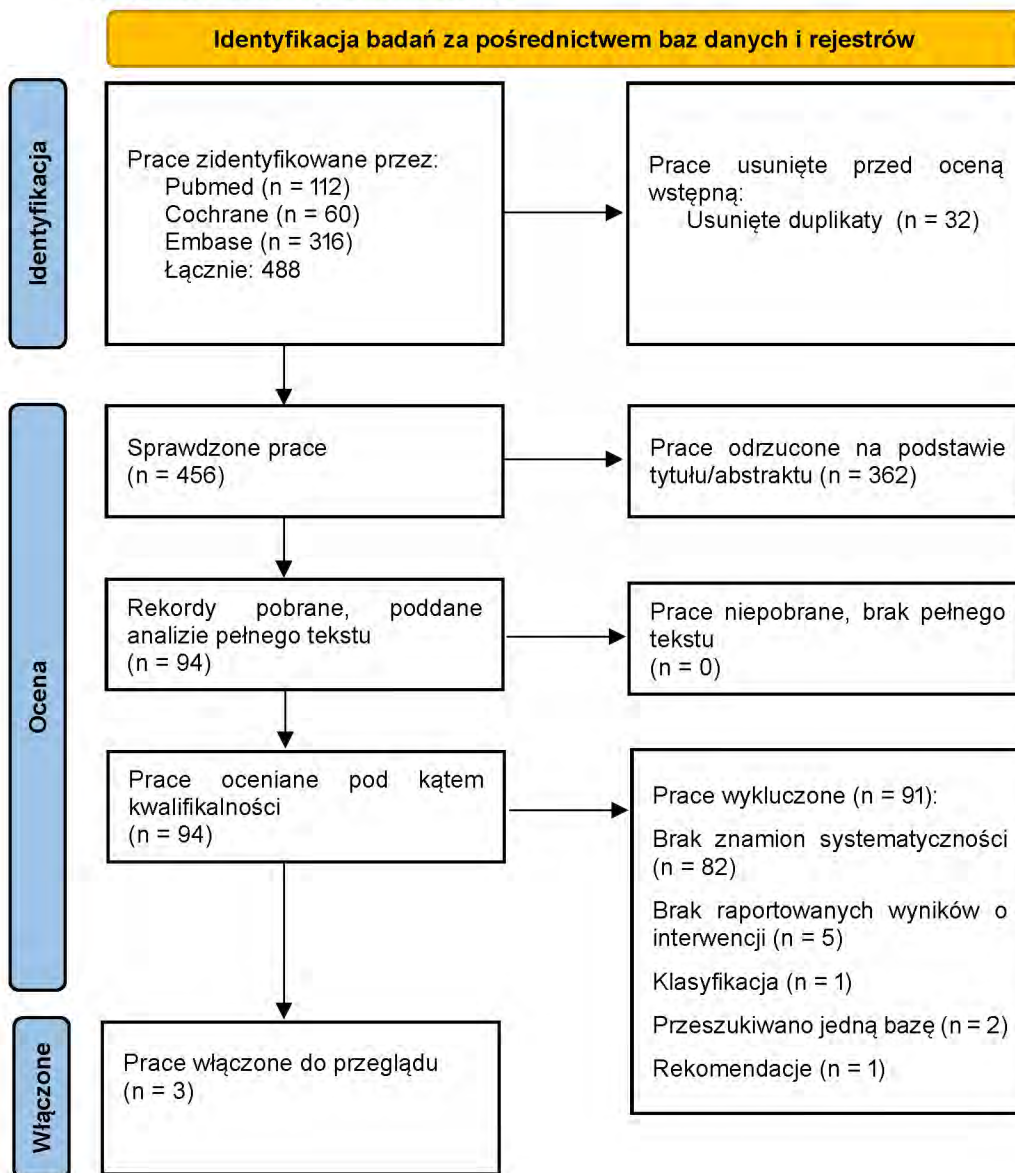 Identyfikacja badań za pośrednictwem baz danych i rejestrów
Identyfikacja
Prace zidentyfikowane przez:
Pubmed (n = 112)
Cochrane (n = 60)
Embase (n = 316)
Łącznie: 488
Prace usunięte przed oceną
wstępną:
Usunięte duplikaty (n = 32)
Ocena
Sprawdzone prace
(n = 456)
Prace odrzucone na podstawie
tytułu/abstraktu (n = 362)
Rekordy pobrane, poddane
analizie pełnego tekstu
(n = 94)
Prace niepobrane, brak pełnego
tekstu
(n = 0)
Prace oceniane pod kątem
kwalifikalności
(n = 94)
Prace wykluczone (n = 91):
Brak znamion systematyczności
(n = 82)
Brak raportowanych wyników o
interwencji (n = 5)
Klasyfikacja (n = 1)
Przeszukiwano jedną bazę (n = 2)
Rekomendacje (n = 1)
Włączone
Prace włączone do przeglądu
(n = 3)